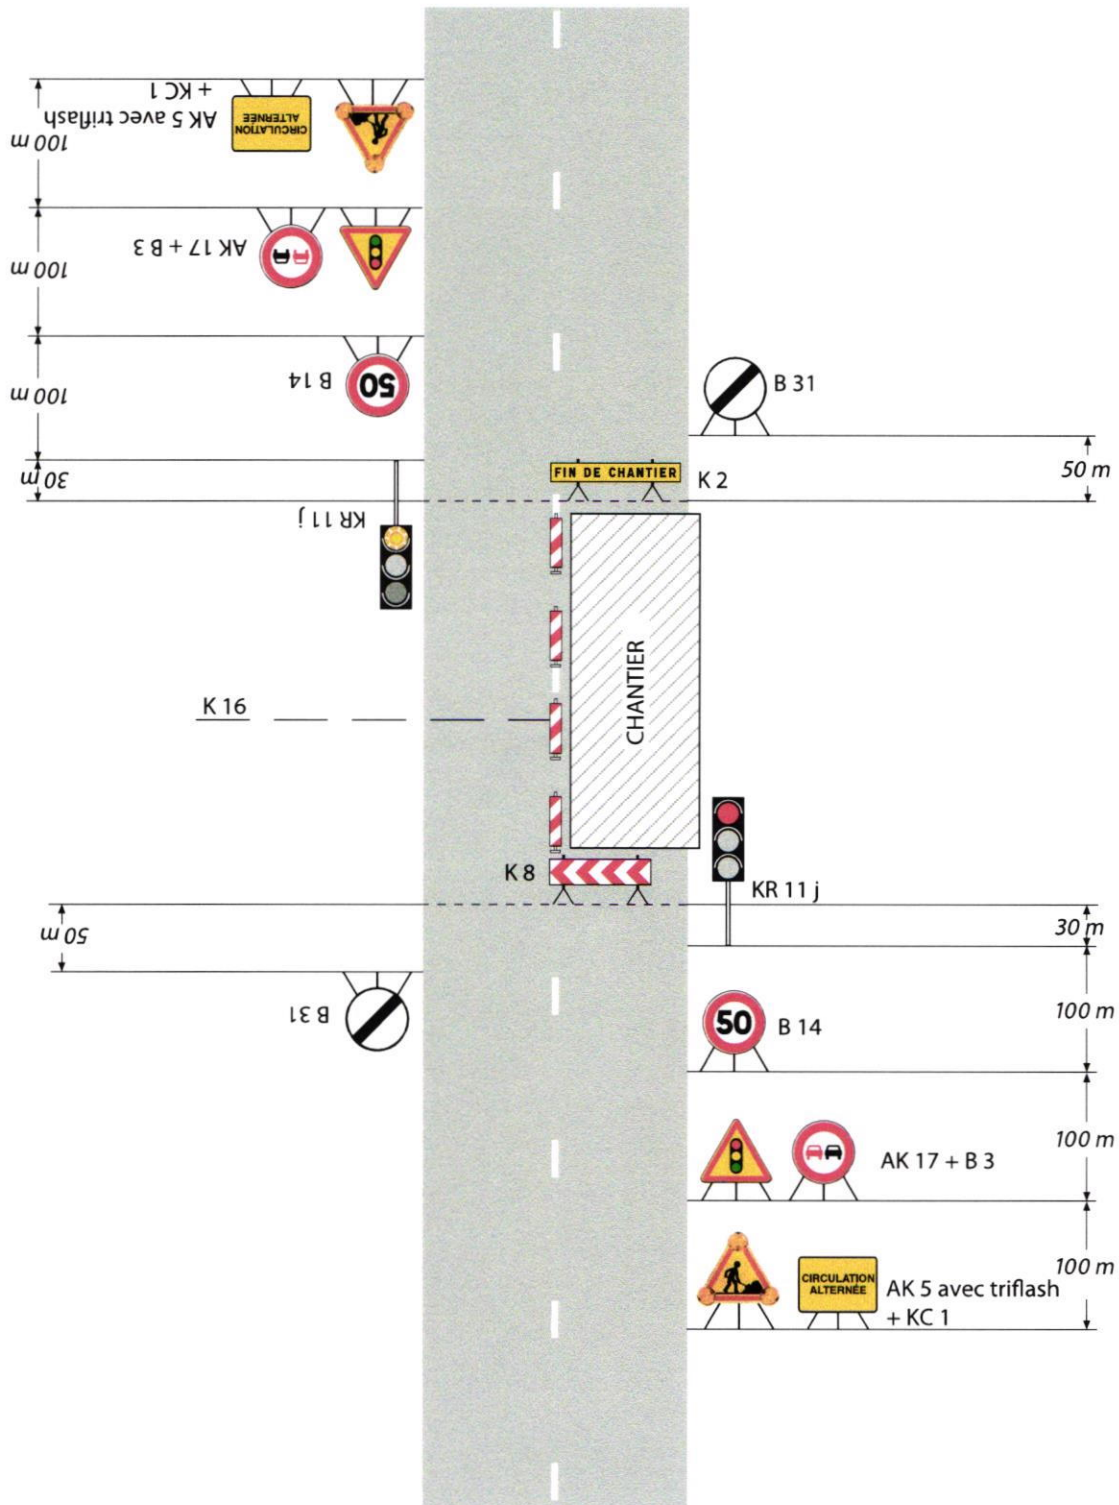 CIRCULATION
ALTERNÉE
AK 5 avec triflash
+ KC 1
100 m
AK 17 + B 3
100 m
50
B 14
100 m
B 31
50 m
30 m
FIN DE CHANTIER
K 2
KR 11 j
CHANTIER
K 16
K 8
KR 11 j
50 m
30 m
B 31
50
B 14
100 m
AK 17 + B 3
100 m
CIRCULATION
ALTERNÉE
AK 5 avec triflash
+ KC 1
100 m